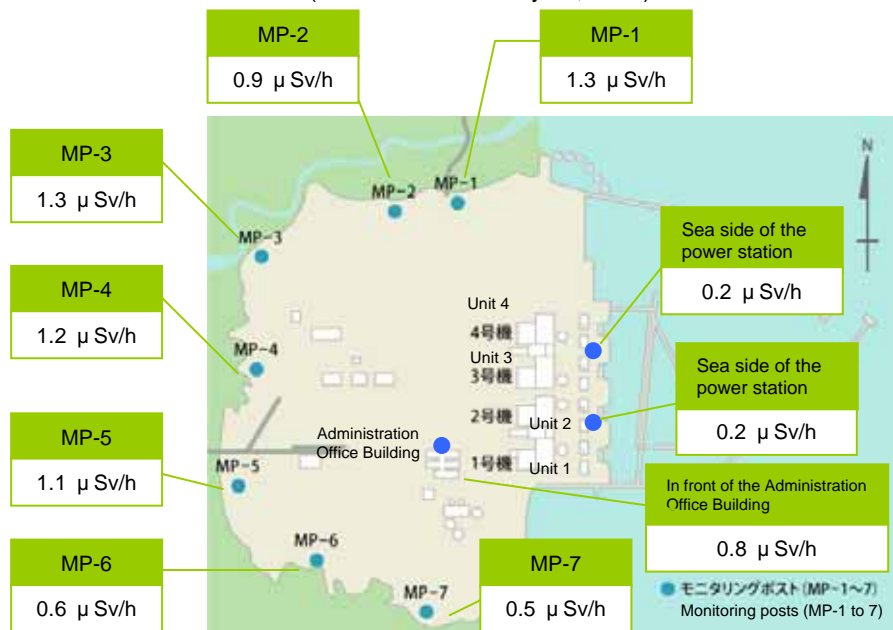 MP-2
0.9 μ Sv/h
MP-1
1.3 μ Sv/h
MP-3
1.3 μ Sv/h
MP-4
1.2 μ Sv/h
MP-5
1.1 μ Sv/h
MP-6
0.6 μ Sv/h
MP-7
0.5 μ Sv/h
Sea side of the
power station
0.2 μ Sv/h
Sea side of the
power station
0.2 μ Sv/h
In front of the Administration
Office Building
0.8 μ Sv/h
N
MP-2
MP-1
MP-3
MP-4
MP-5
MP-6
MP-7
Unit 4
4号機
Unit 3
3号機
2号機
Unit 2
1号機
Unit 1
Administration
Office Building
モニタリングポスト(MP-1～7)
Monitoring posts (MP-1 to 7)